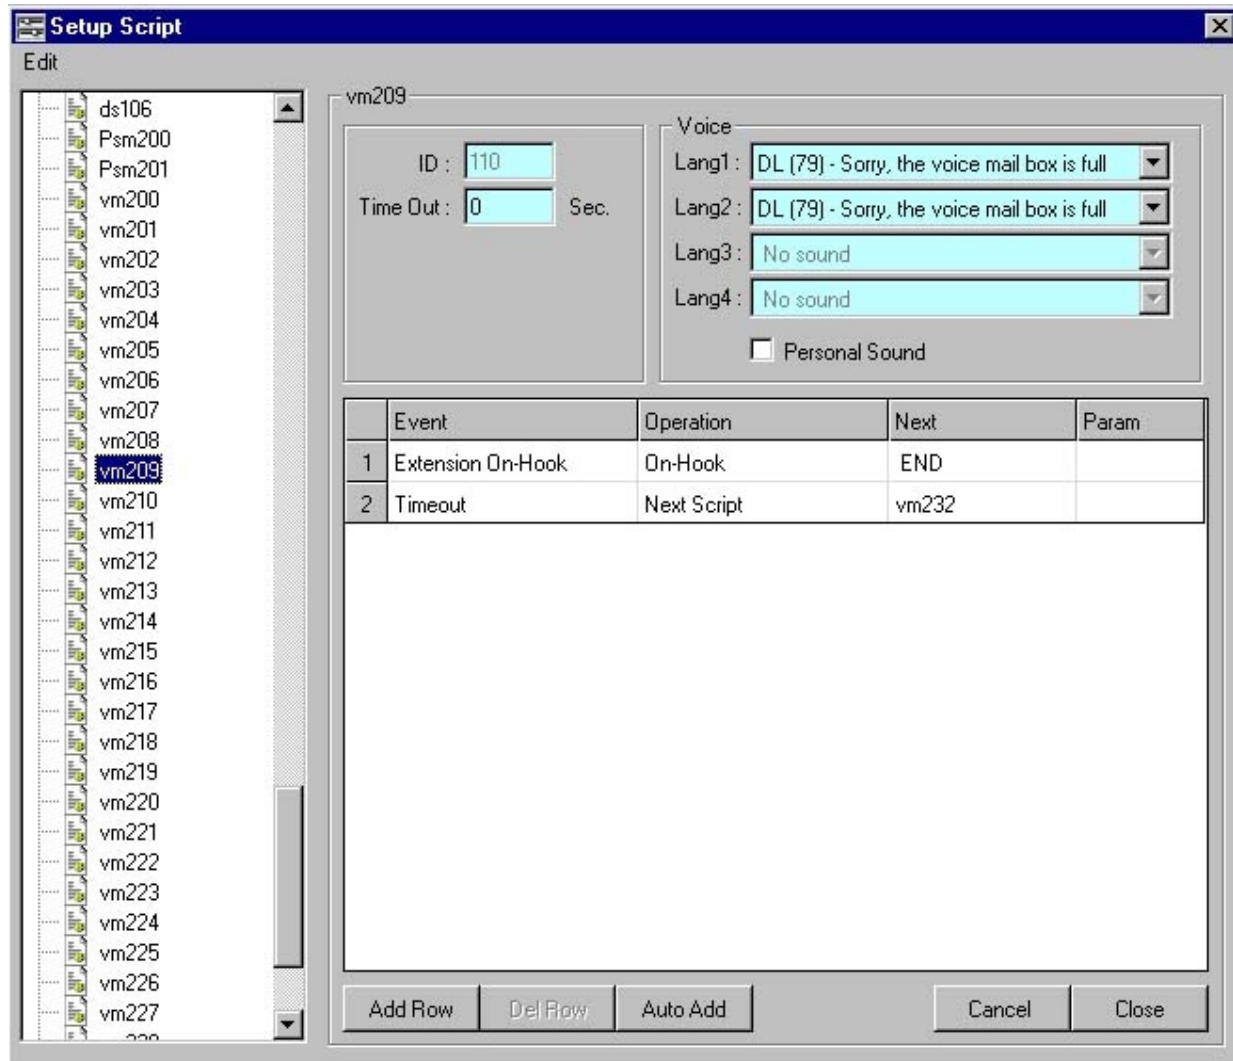 Setup Script
Edit
ds106
Psm200
Psm201
vm200
vm201
vm202
vm203
vm204
vm205
vm206
vm207
vm208
vm209
vm210
vm211
vm212
vm213
vm214
vm215
vm216
vm217
vm218
vm219
vm220
vm221
vm222
vm223
vm224
vm225
vm226
vm227
vm209
ID : 110
Time Out : 0 Sec.
Voice
Lang1 : DL (79) - Sorry, the voice mail box is full
Lang2 : DL (79) - Sorry, the voice mail box is full
Lang3 : No sound
Lang4 : No sound
Personal Sound
Event Operation Next Param
1 Extension On-Hook On-Hook END
2 Timeout Next Script vm232
Add Row Del Row Auto Add Cancel Close